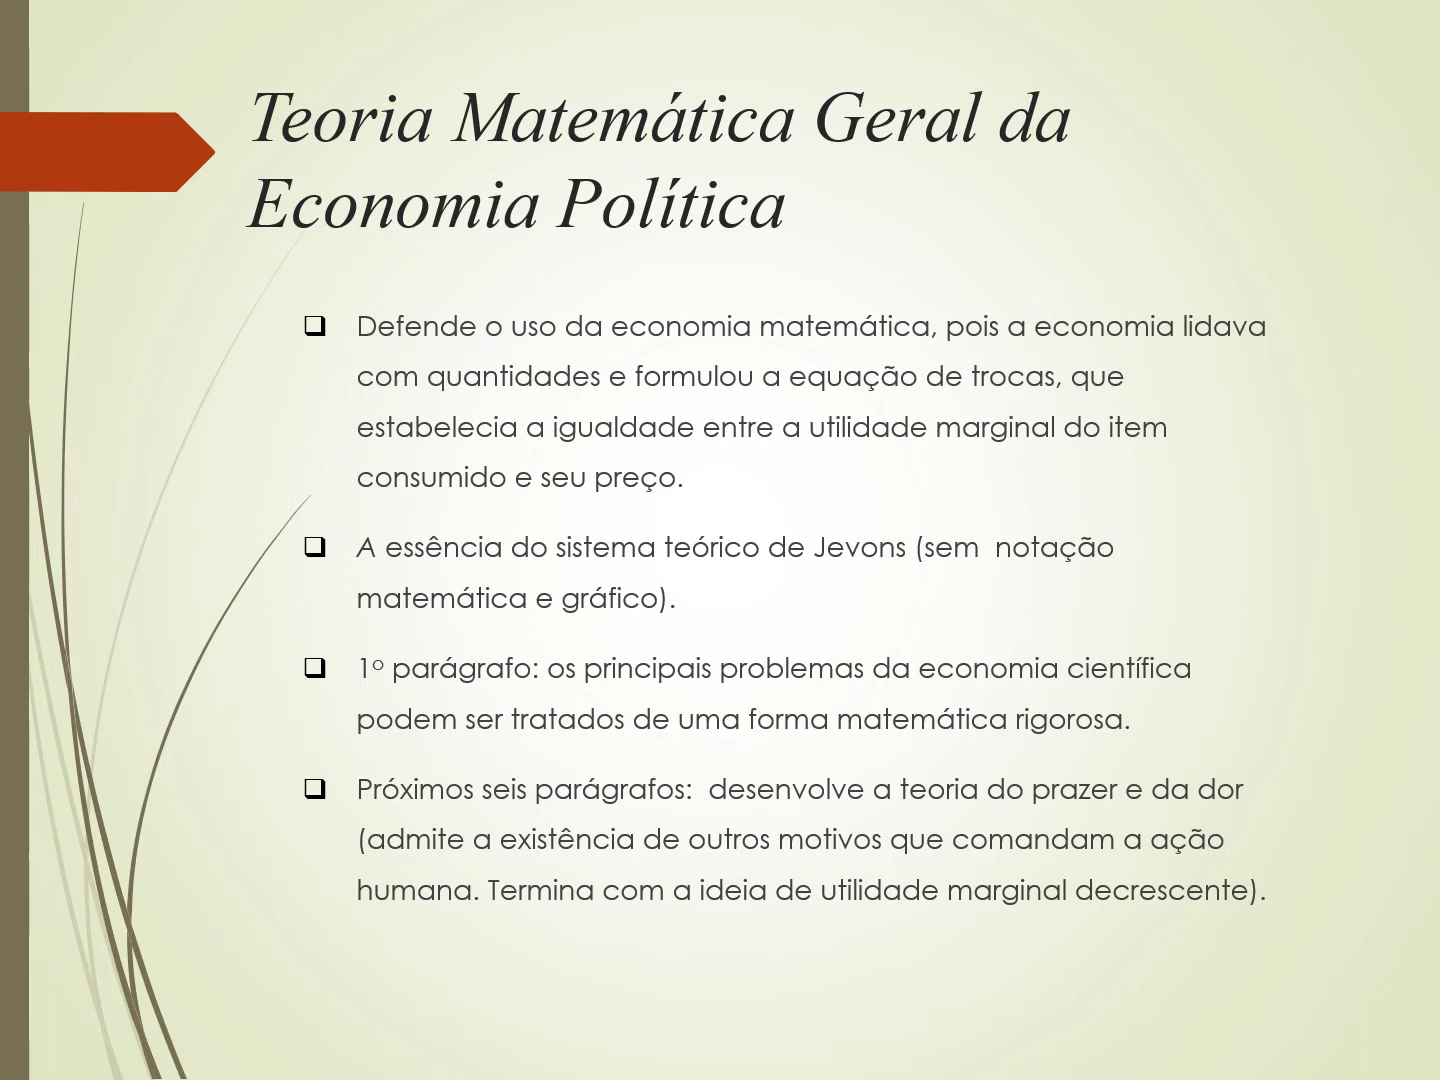 Teoria Matemática Geral da
Economia Política
Defende o uso da economia matemática, pois a economia lidava
com quantidades e formulou a equação de trocas, que
estabelecia a igualdade entre a utilidade marginal do item
consumido e seu preço.
A essência do sistema teórico de Jevons (sem  notação
matemática e gráfico).
1º parágrafo: os principais problemas da economia científica
podem ser tratados de uma forma matemática rigorosa.
Próximos seis parágrafos:  desenvolve a teoria do prazer e da dor
(admite a existência de outros motivos que comandam a ação
humana. Termina com a ideia de utilidade marginal decrescente).